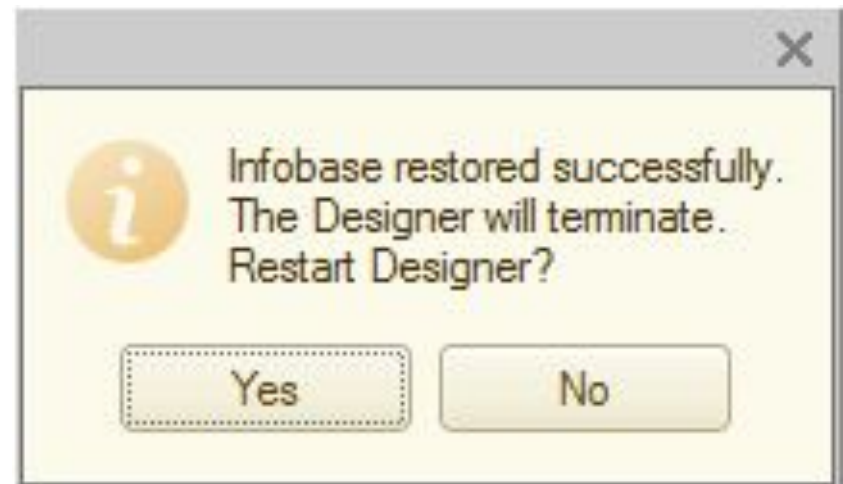 Infobase restored successfully.
The Designer will terminate.
Restart Designer?
Yes No